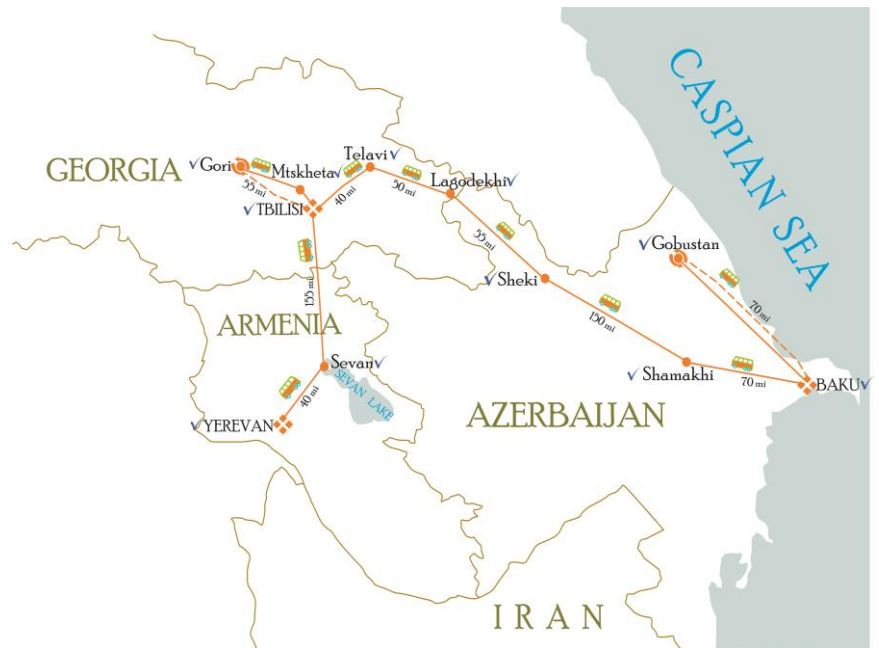 CASPIAN SEA
GEORGIA
Gori
Mtskheta
Telavi
55 mi
TBILISI
40 mi
50 mi
Lagodekhi
55 mi
Gobustan
Sheki
155 mi
150 mi
70 mi
ARMENIA
Sevan
SEVAN LAKE
40 mi
Shamakhi
70 mi
BAKU
YEREVAN
AZERBAIJAN
IRAN